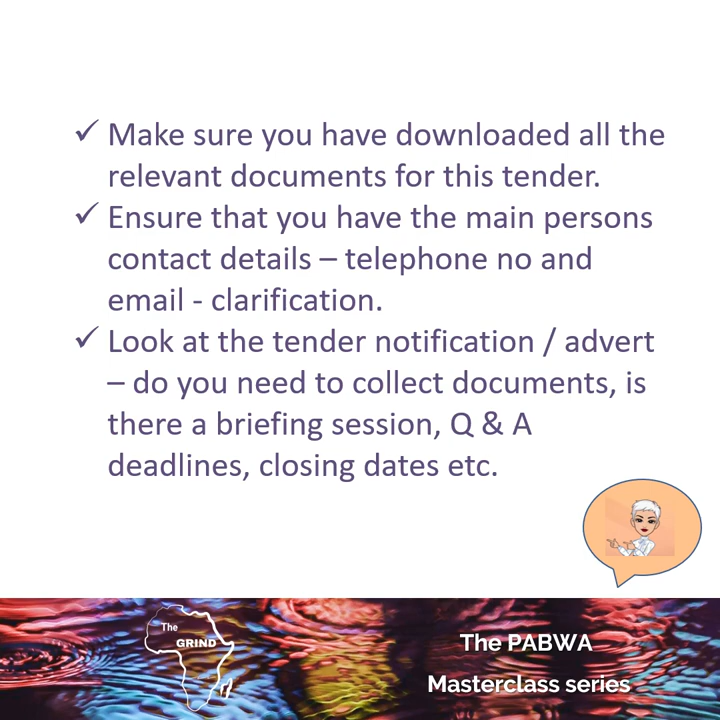 ✓ Make sure you have downloaded all the
relevant documents for this tender.
✓ Ensure that you have the main persons
contact details – telephone no and
email - clarification.
✓ Look at the tender notification / advert
– do you need to collect documents, is
there a briefing session, Q & A
deadlines, closing dates etc.
The
GRIND
The PABWA
Masterclass series